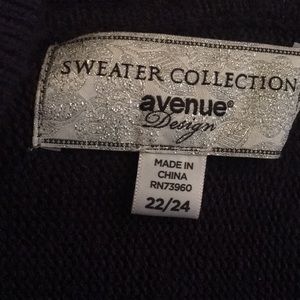 SWEATER COLLECTION
avenue®
Design
MADE IN
CHINA
RN73960
22/24